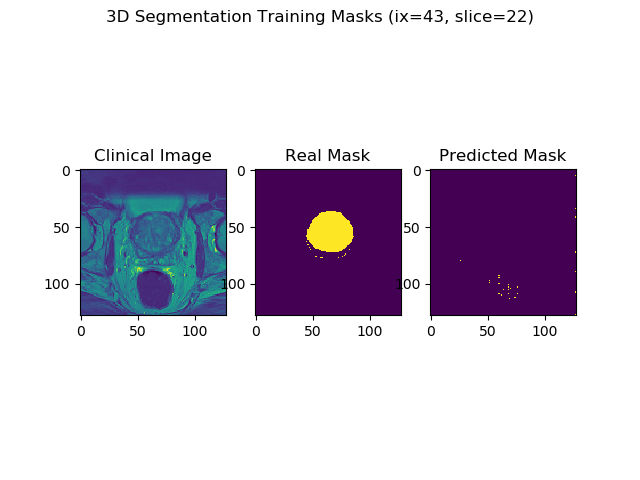 3D Segmentation Training Masks (ix=43, slice=22)
Clinical Image Real Mask Predicted Mask
0 0 0
50 50 50
100 100 100
0 50 100 0 50 100 0 50 100